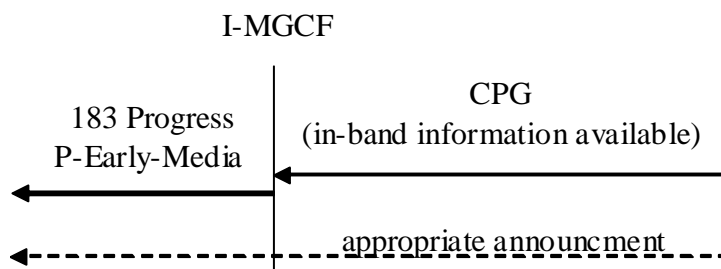 I-MGCF
183 Progress
P-Early-Media
CPG
(in-band information available)
appropriate announcment